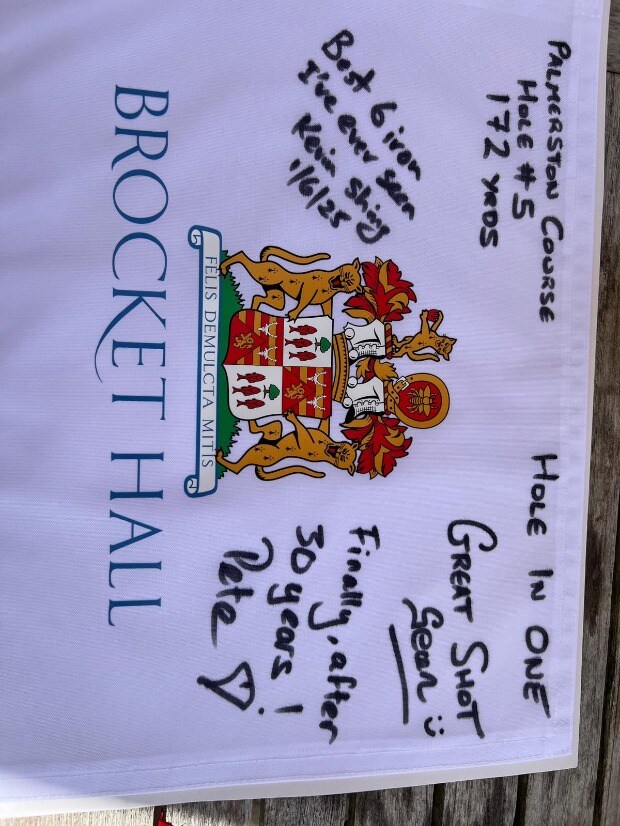 PALMERSTON COURSE
HOLE #5
172 YRDS
HOLE IN ONE
Best 6 iron
I've ever seen
Kevin
1/6/25
GREAT SHOT
Sean :)
Finally, after
30 years!
Pete
FELIS DEMULCTA MITIS
BROCKET HALL